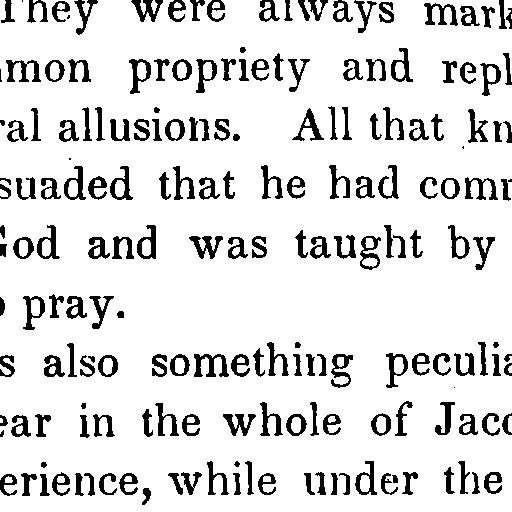 They were always mark
mon propriety and repl
ral allusions. All that kn
suaded that he had com
God and was taught by
pray.
s also something peculia
ear in the whole of Jaco
erience, while under the